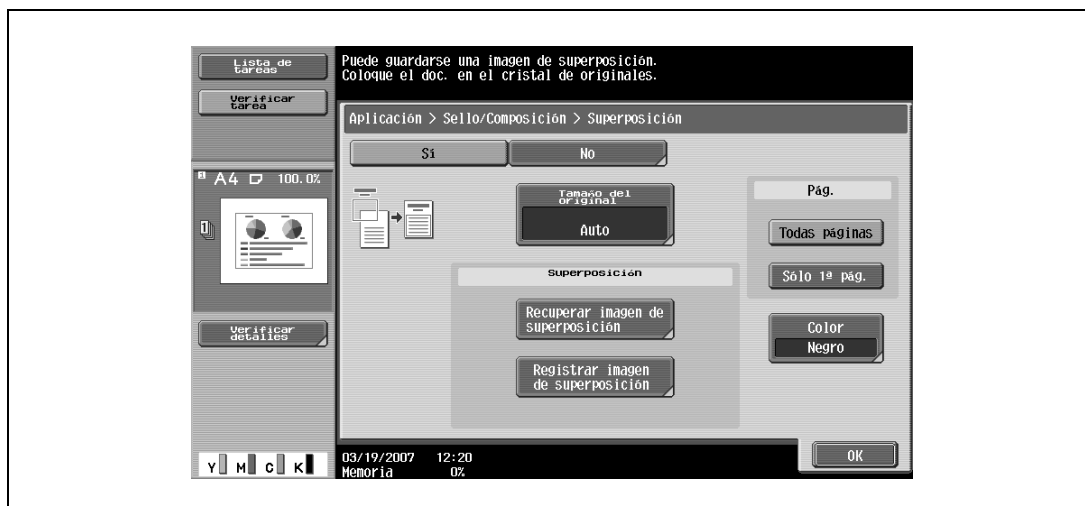 Lista de
tareas
Verificar
tarea
Puede guardarse una imagen de superposición.
Coloque el doc. en el cristal de originales.
Aplicación > Sello/Composición > Superposición
Sí
No
A4 100.0%
1
Tamaño del
original
Auto
Pág.
Todas páginas
Sólo 1ª pág.
Superposición
Recuperar imagen de
superposición
Registrar imagen
de superposición
Color
Negro
Verificar
detalles
Y M C K
03/19/2007 12:20
Memoria 0%
OK